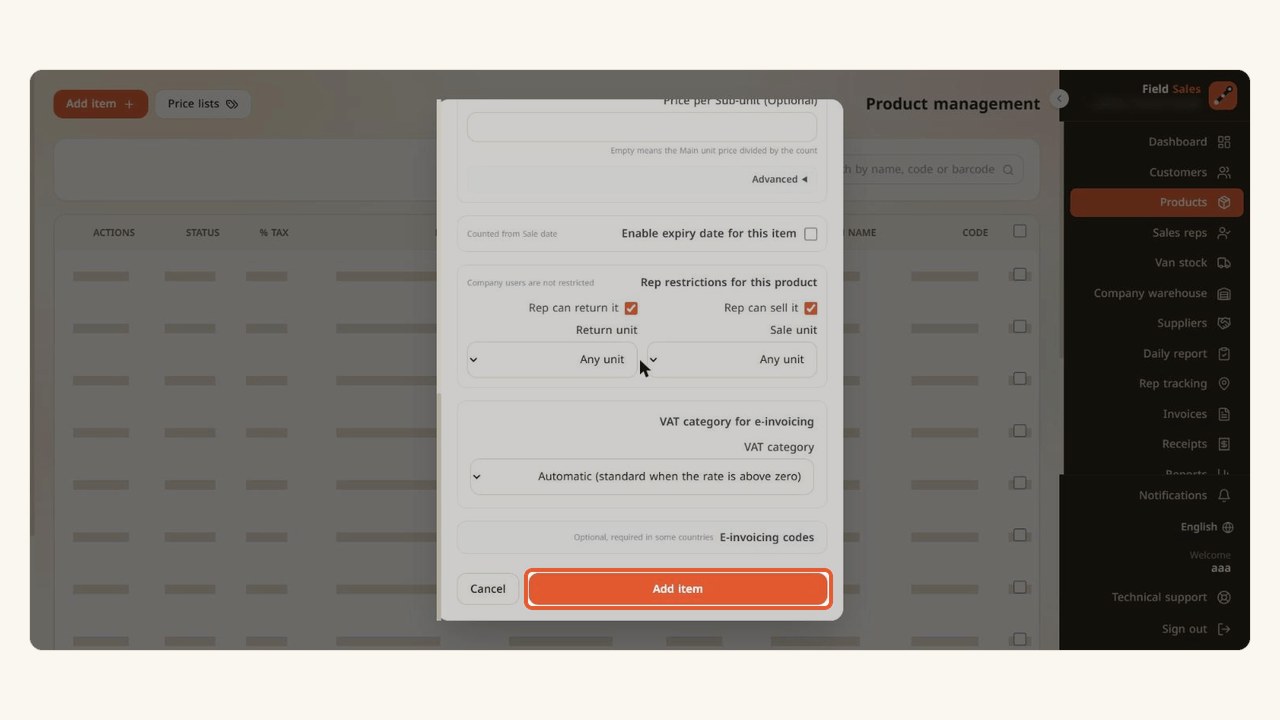 Add item +
Price lists
Product management
Field Sales
by name, code or barcode
ACTIONS
STATUS
% TAX
NAME
CODE
Dashboard
Customers
Products
Sales reps
Van stock
Company warehouse
Suppliers
Daily report
Rep tracking
Invoices
Receipts
Reports
Notifications
English
Welcome
aaa
Technical support
Sign out
Price per Sub-unit (Optional)
Empty means the Main unit price divided by the count
Advanced
Enable expiry date for this item
Counted from Sale date
Rep restrictions for this product
Company users are not restricted
Rep can sell it
Rep can return it
Sale unit
Return unit
Any unit
Any unit
VAT category for e-invoicing
VAT category
Automatic (standard when the rate is above zero)
E-invoicing codes
Optional, required in some countries
Cancel
Add item